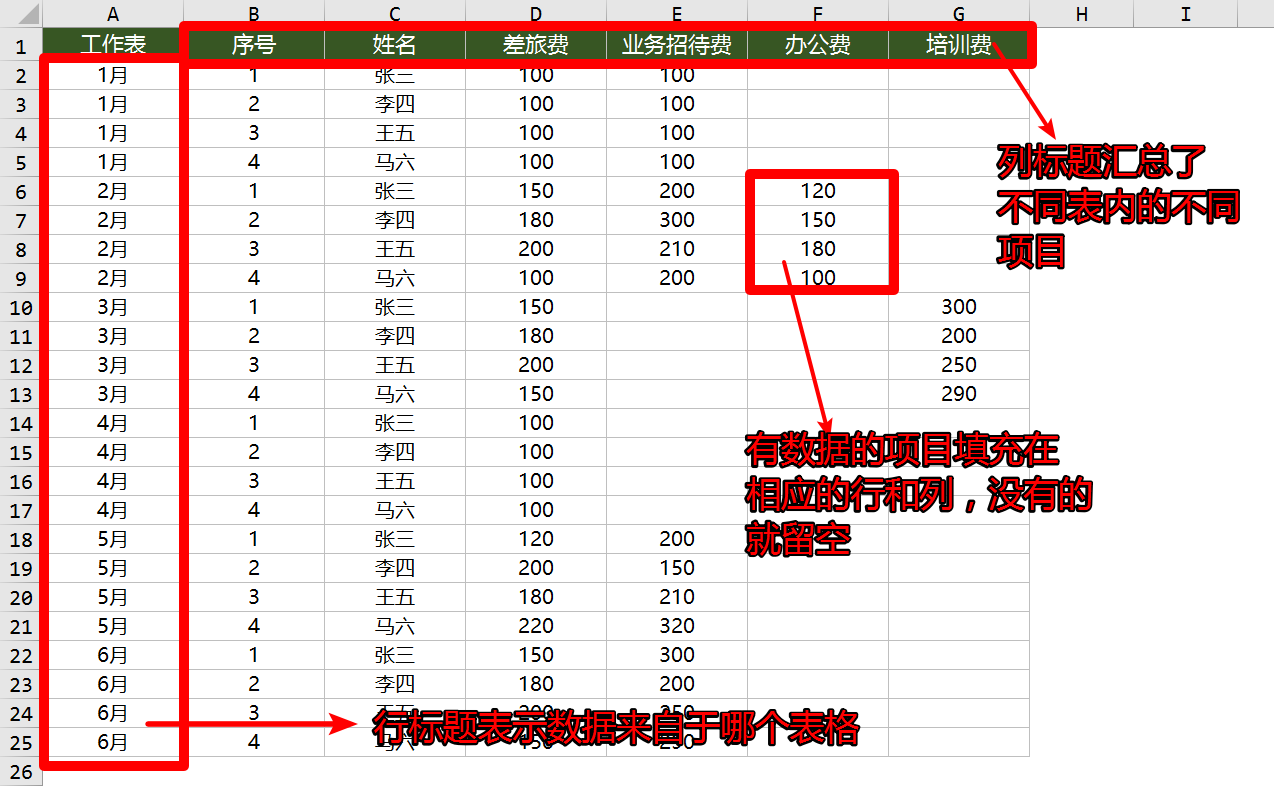 A B C D E F G H I
1 工作表 序号 姓名 差旅费 业务招待费 办公费 培训费
2 1月 1 张三 100 100
3 1月 2 李四 100 100
4 1月 3 王五 100 100
5 1月 4 马六 100 100
6 2月 1 张三 150 200 120
7 2月 2 李四 180 300 150
8 2月 3 王五 200 210 180
9 2月 4 马六 100 200 100
10 3月 1 张三 150 300
11 3月 2 李四 180 200
12 3月 3 王五 200 250
13 3月 4 马六 150 290
14 4月 1 张三 100
15 4月 2 李四 100
16 4月 3 王五 100
17 4月 4 马六 100
18 5月 1 张三 120 200
19 5月 2 李四 200 150
20 5月 3 王五 180 210
21 5月 4 马六 220 320
22 6月 1 张三 150 300
23 6月 2 李四 180 200
24 6月 3 王五 200 250
25 6月 4 马六 150
26
列标题汇总了
不同表内的不同
项目
有数据的项目填充在
相应的行和列，没有的
就留空
行标题表示数据来自于哪个表格